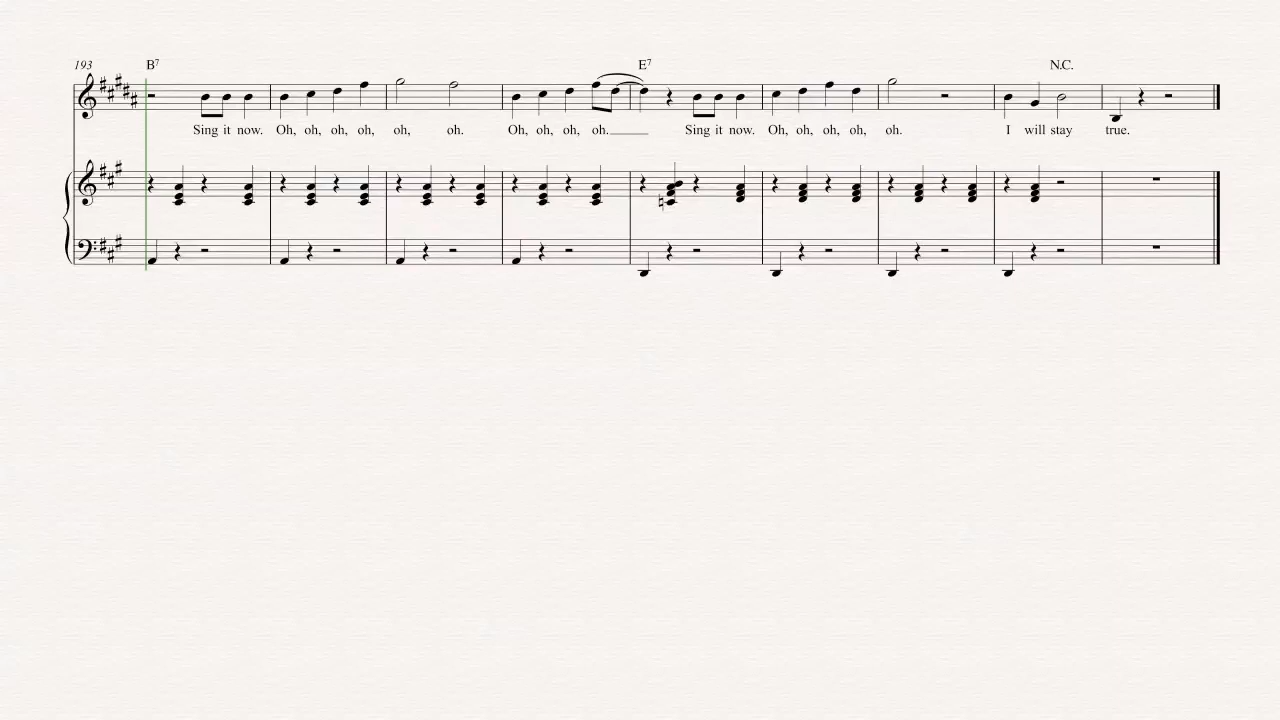 193 B7 E7 N.C.
Sing it now. Oh, oh, oh, oh, oh, oh. Oh, oh, oh, oh. Sing it now. Oh, oh, oh, oh, oh. I will stay true.